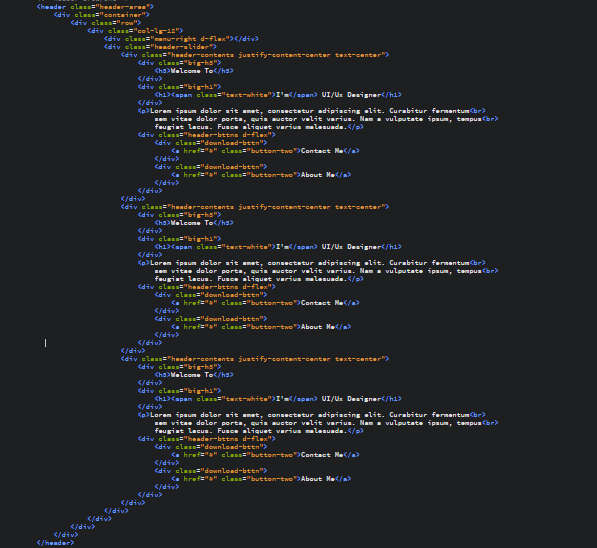 <header class="header-area">
<div class="container">
<div class="row">
<div class="col-lg-12">
<div class="menu-right d-flex"></div>
<div class="header-slider">
<div class="header-contents justify-content-center text-center">
<div class="big-h3">
<h3>Welcome To</h3>
</div>
<div class="big-h1">
<h1><span class="text-white">I'm</span> UI/Ux Designer</h1>
</div>
<p>Lorem ipsum dolor sit amet, consectetur adipiscing elit. Curabitur fermentum<br>
sem vitae dolor porta, quis auctor velit varius. Nam a vulputate ipsum, tempus<br>
feugiat lacus. Fusce aliquet varius malesuada.</p>
<div class="header-bttns d-flex">
<div class="download-bttn">
<a href="#" class="button-two">Contact Me</a>
</div>
<div class="download-bttn">
<a href="#" class="button-two">About Me</a>
</div>
</div>
</div>
<div class="header-contents justify-content-center text-center">
<div class="big-h3">
<h3>Welcome To</h3>
</div>
<div class="big-h1">
<h1><span class="text-white">I'm</span> UI/Ux Designer</h1>
</div>
<p>Lorem ipsum dolor sit amet, consectetur adipiscing elit. Curabitur fermentum<br>
sem vitae dolor porta, quis auctor velit varius. Nam a vulputate ipsum, tempus<br>
feugiat lacus. Fusce aliquet varius malesuada.</p>
<div class="header-bttns d-flex">
<div class="download-bttn">
<a href="#" class="button-two">Contact Me</a>
</div>
<div class="download-bttn">
<a href="#" class="button-two">About Me</a>
</div>
</div>
</div>
<div class="header-contents justify-content-center text-center">
<div class="big-h3">
<h3>Welcome To</h3>
</div>
<div class="big-h1">
<h1><span class="text-white">I'm</span> UI/Ux Designer</h1>
</div>
<p>Lorem ipsum dolor sit amet, consectetur adipiscing elit. Curabitur fermentum<br>
sem vitae dolor porta, quis auctor velit varius. Nam a vulputate ipsum, tempus<br>
feugiat lacus. Fusce aliquet varius malesuada.</p>
<div class="header-bttns d-flex">
<div class="download-bttn">
<a href="#" class="button-two">Contact Me</a>
</div>
<div class="download-bttn">
<a href="#" class="button-two">About Me</a>
</div>
</div>
</div>
</div>
</div>
</div>
</div>
</header>